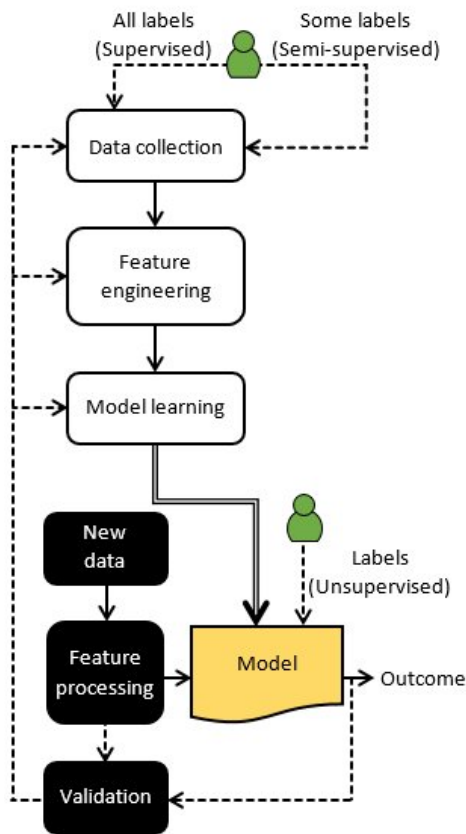 All labels
(Supervised)
Some labels
(Semi-supervised)
Data collection
Feature
engineering
Model learning
New
data
Labels
(Unsupervised)
Feature
processing
Model
Outcome
Validation